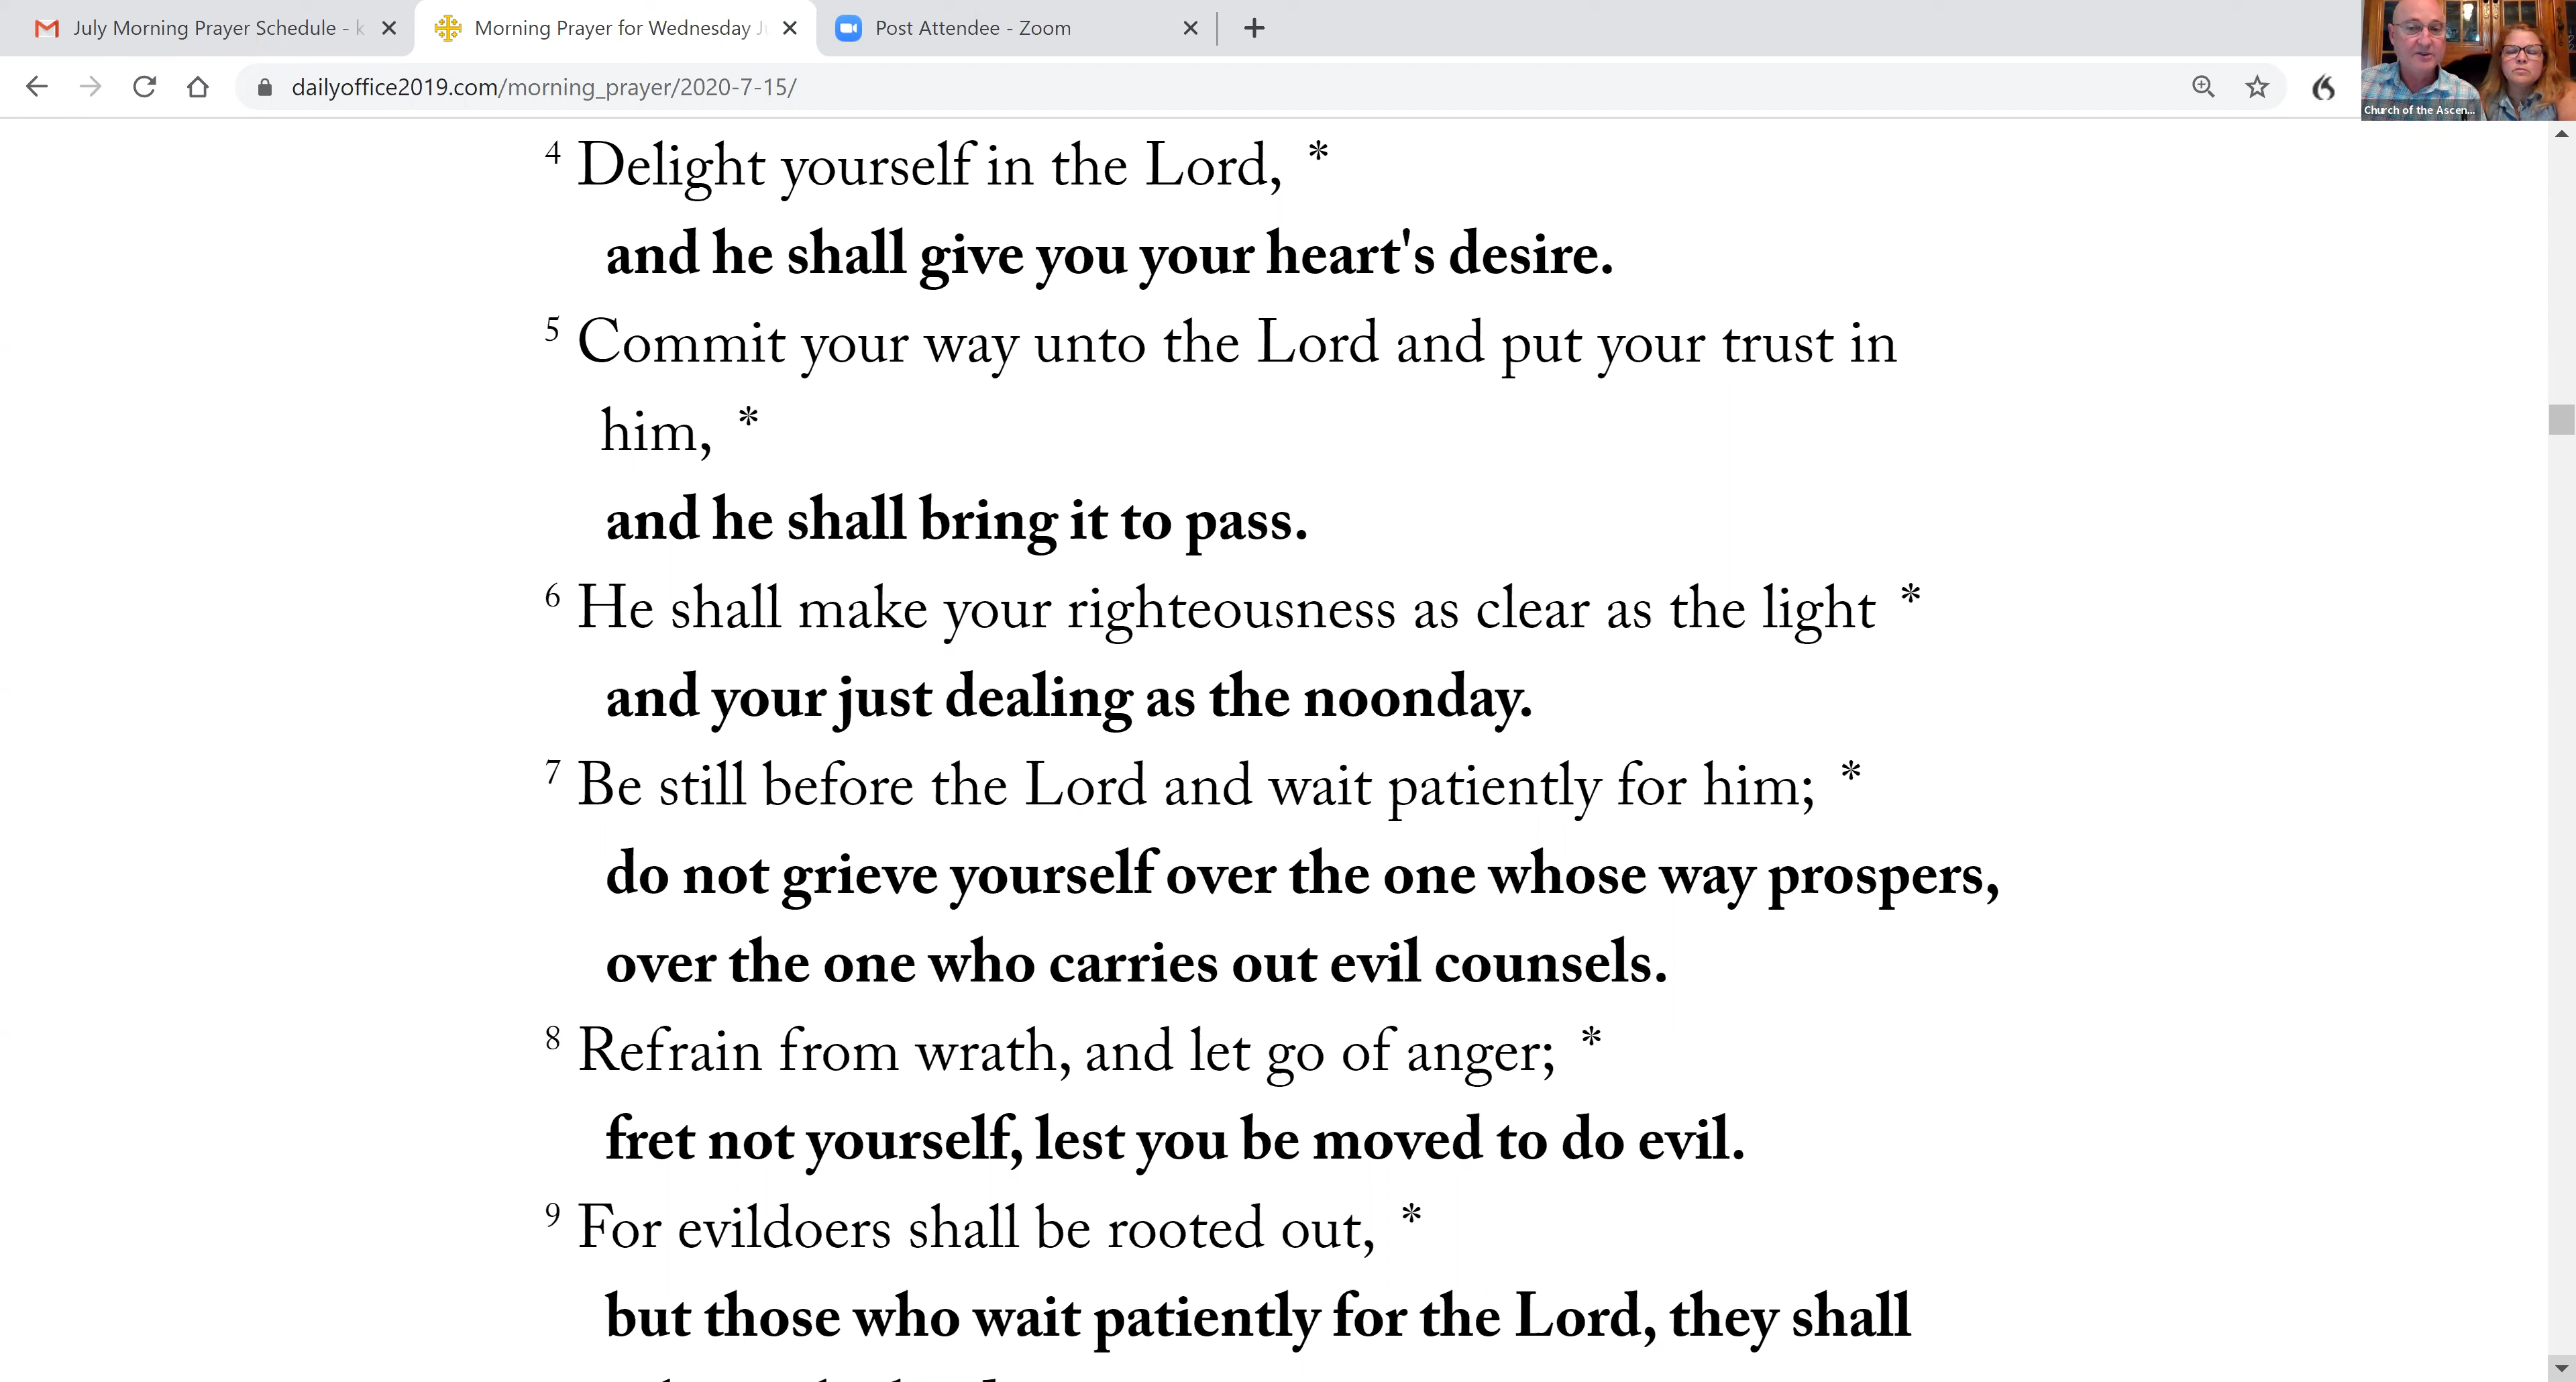 July Morning Prayer Schedule - k
Morning Prayer for Wednesday
Post Attendee - Zoom
dailyoffice2019.com/morning_prayer/2020-7-15/
Church of the Ascen...
4 Delight yourself in the Lord, *
and he shall give you your heart's desire.
5 Commit your way unto the Lord and put your trust in
him, *
and he shall bring it to pass.
6 He shall make your righteousness as clear as the light *
and your just dealing as the noonday.
7 Be still before the Lord and wait patiently for him; *
do not grieve yourself over the one whose way prospers,
over the one who carries out evil counsels.
8 Refrain from wrath, and let go of anger; *
fret not yourself, lest you be moved to do evil.
9 For evildoers shall be rooted out, *
but those who wait patiently for the Lord, they shall